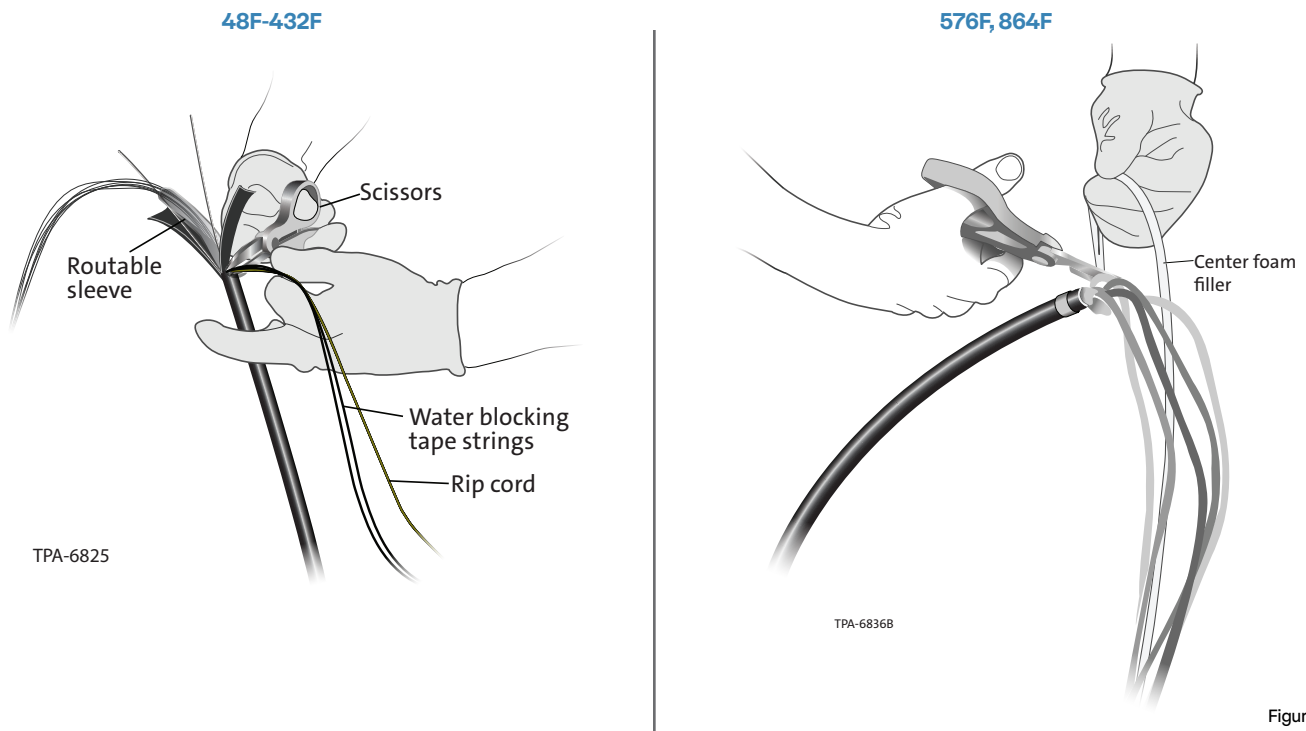 48F-432F
Scissors
Routable
sleeve
Water blocking
tape strings
Rip cord
TPA-6825
576F, 864F
Center foam
filler
TPA-6836B
Figur